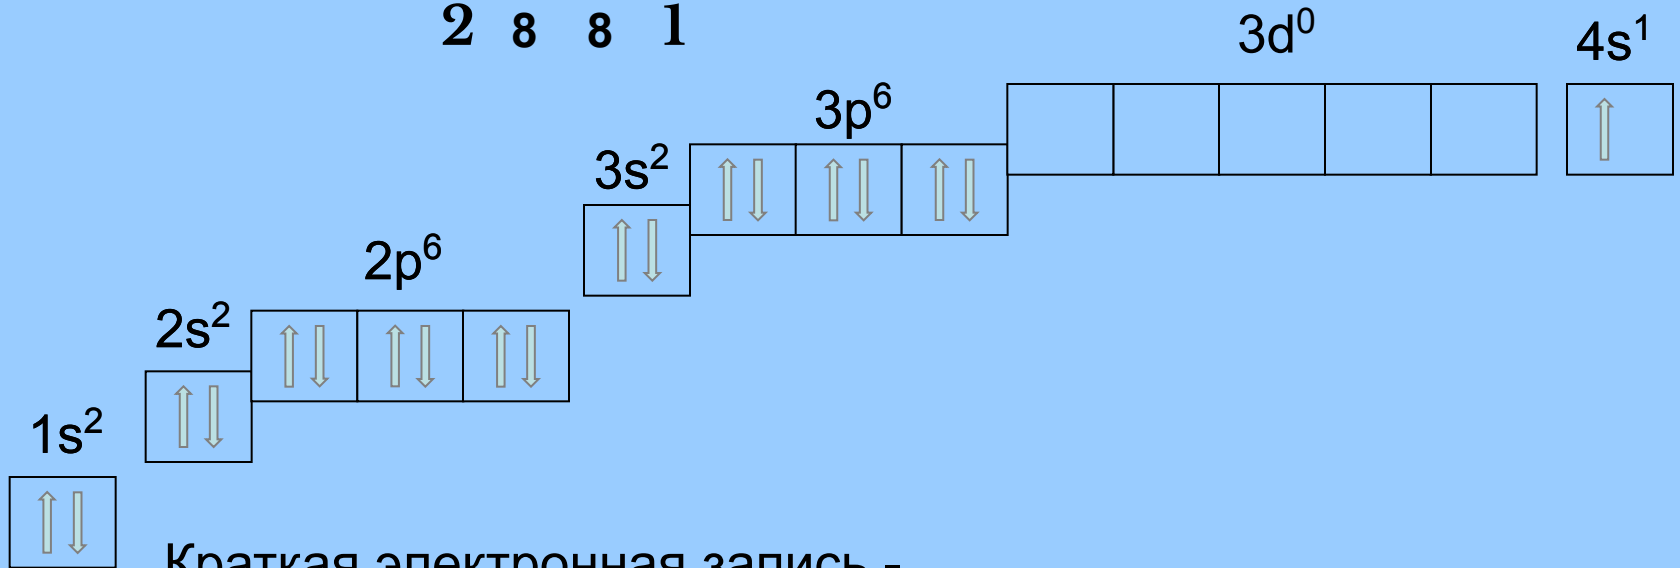 2 8 8 1
3d⁰
4s¹
3p⁶
3s²
2p⁶
2s²
1s²
Краткая электронная запись -